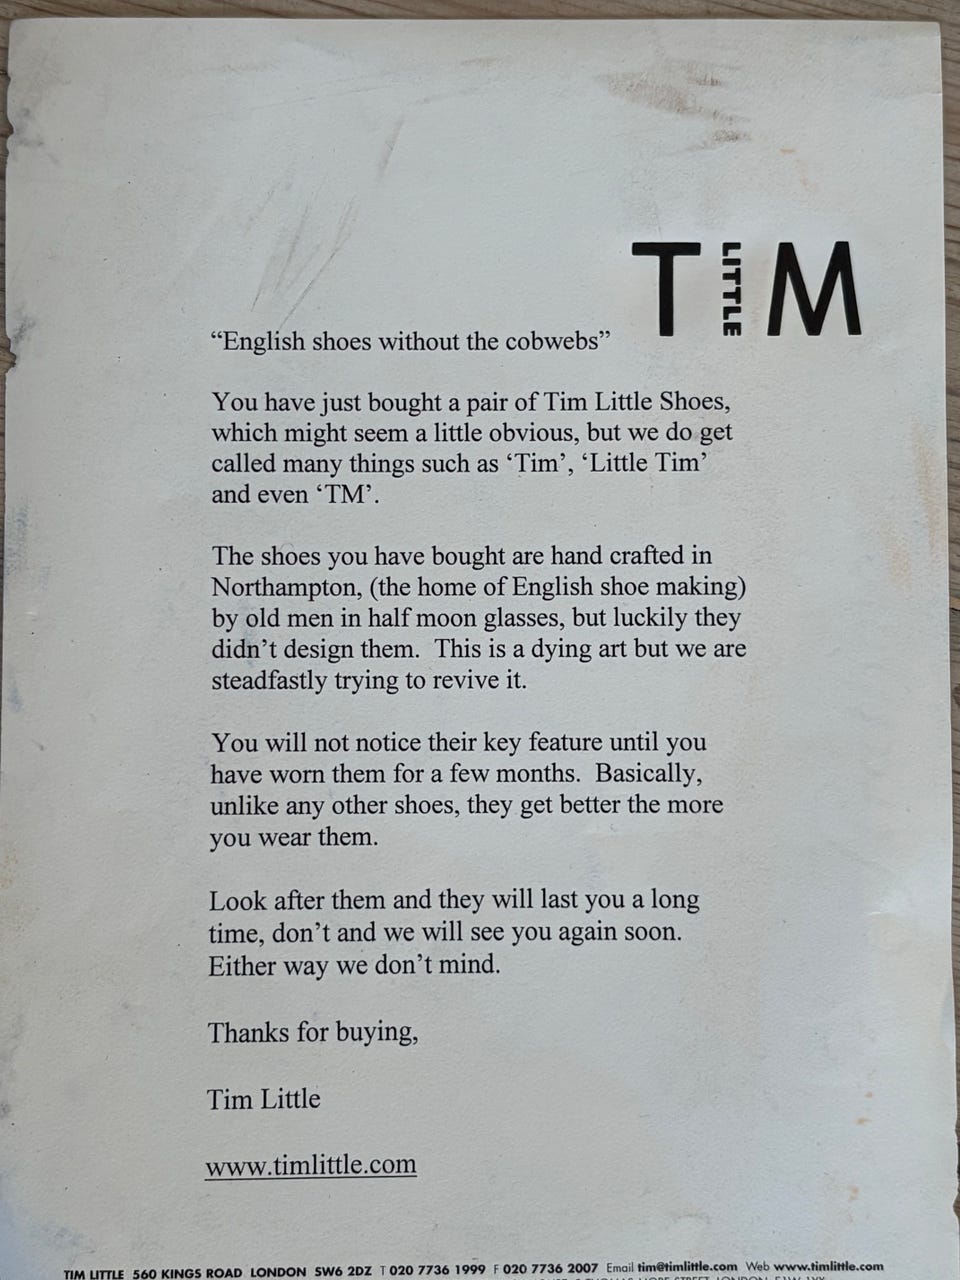 TIM
LITTLE
“English shoes without the cobwebs”
You have just bought a pair of Tim Little Shoes,
which might seem a little obvious, but we do get
called many things such as ‘Tim’, ‘Little Tim’
and even ‘TM’.
The shoes you have bought are hand crafted in
Northampton, (the home of English shoe making)
by old men in half moon glasses, but luckily they
didn’t design them.  This is a dying art but we are
steadfastly trying to revive it.
You will not notice their key feature until you
have worn them for a few months.  Basically,
unlike any other shoes, they get better the more
you wear them.
Look after them and they will last you a long
time, don’t and we will see you again soon.
Either way we don’t mind.
Thanks for buying,
Tim Little
www.timlittle.com
TIM LITTLE 560 KINGS ROAD LONDON SW6 2DZ T 020 7736 1999 F 020 7736 2007 Email tim@timlittle.com Web www.timlittle.com